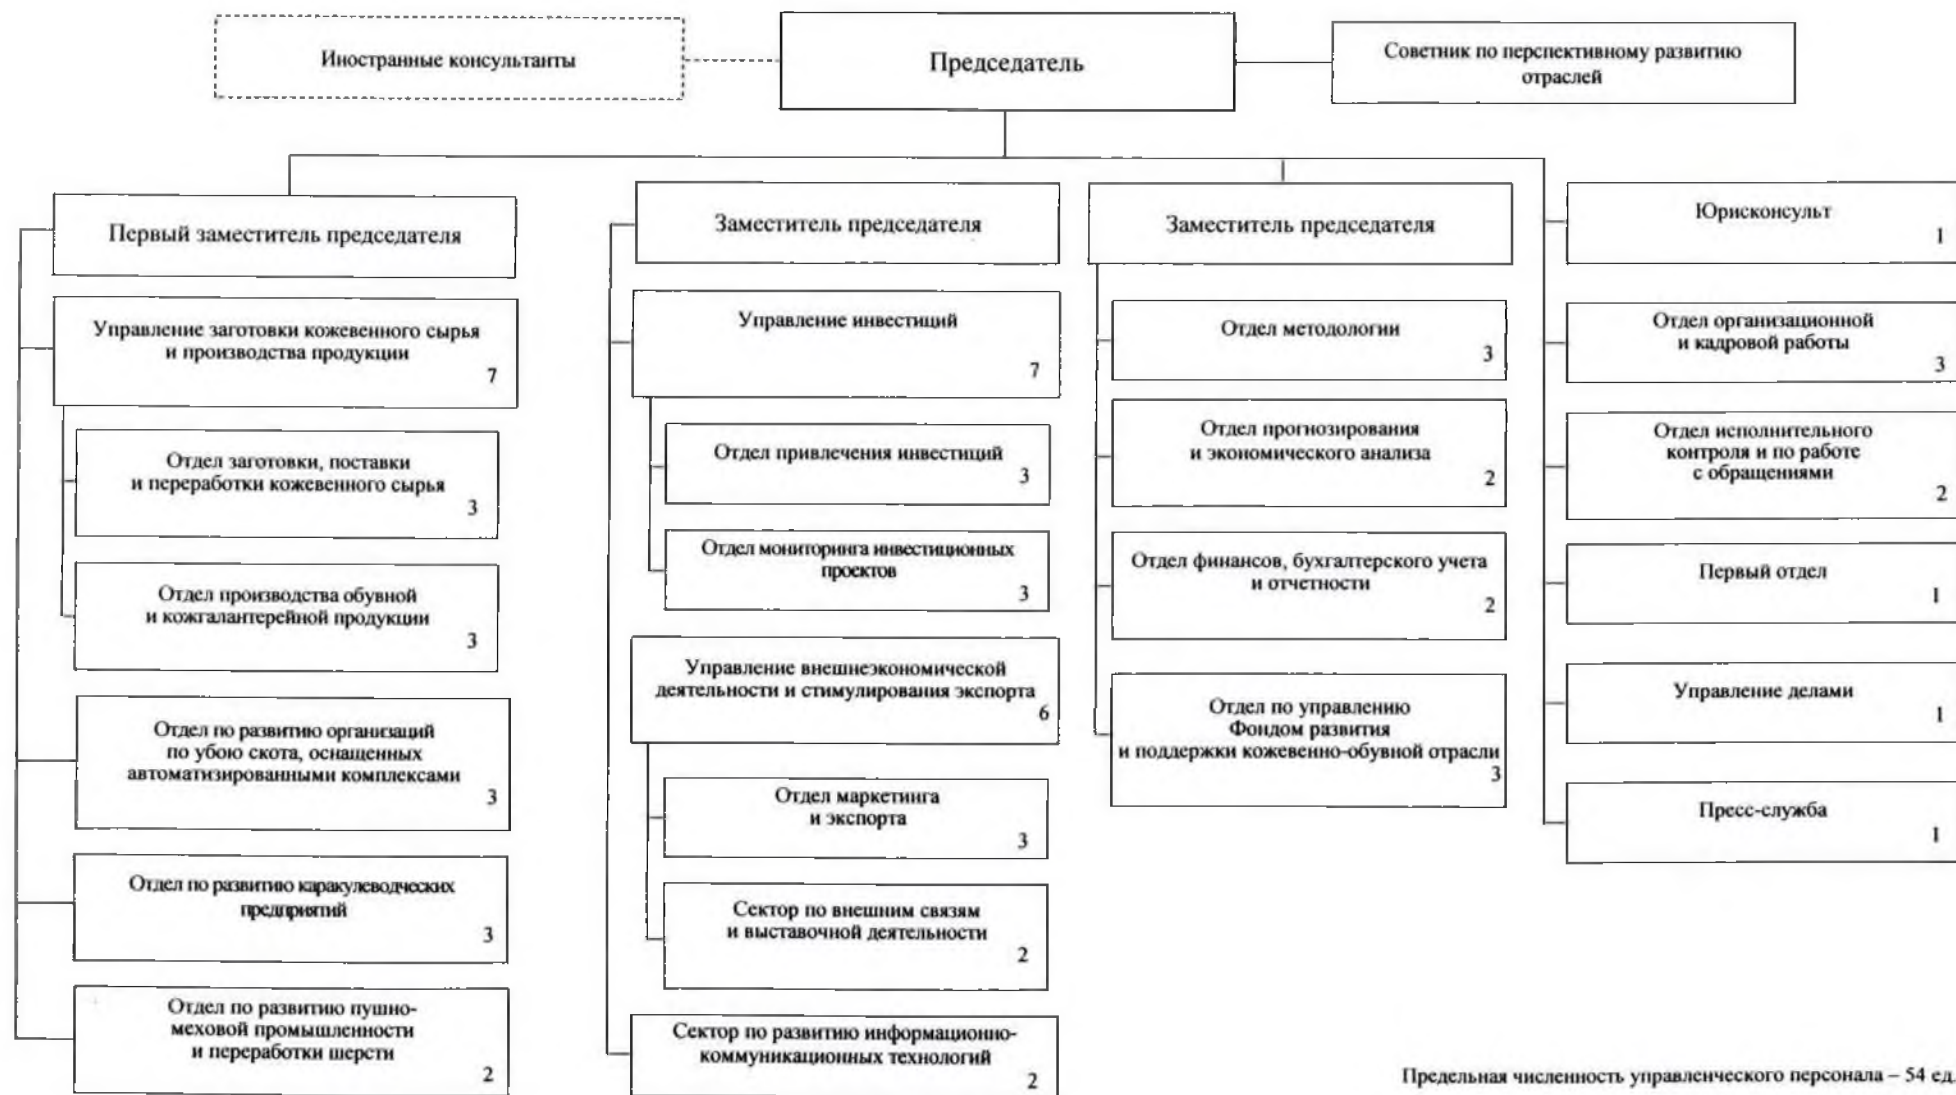 Иностранные консультанты
Председатель
Советник по перспективному развитию
отраслей
Первый заместитель председателя
Управление заготовки кожевенного сырья
и производства продукции
7
Отдел заготовки, поставки
и переработки кожевенного сырья
3
Отдел производства обувной
и кожгалантерейной продукции
3
Отдел по развитию организаций
по убою скота, оснащенных
автоматизированными комплексами
3
Отдел по развитию каракулеводческих
предприятий
3
Отдел по развитию пушно-
меховой промышленности
и переработки шерсти
2
Заместитель председателя
Управление инвестиций
7
Отдел привлечения инвестиций
3
Отдел мониторинга инвестиционных
проектов
3
Управление внешнеэкономической
деятельности и стимулирования экспорта
6
Отдел маркетинга
и экспорта
3
Сектор по внешним связям
и выставочной деятельности
2
Сектор по развитию информационно-
коммуникационных технологий
2
Заместитель председателя
Отдел методологии
3
Отдел прогнозирования
и экономического анализа
2
Отдел финансов, бухгалтерского учета
и отчетности
2
Отдел по управлению
Фондом развития
и поддержки кожевенно-обувной отрасли
3
Юрисконсульт
1
Отдел организационной
и кадровой работы
3
Отдел исполнительного
контроля и по работе
с обращениями
2
Первый отдел
1
Управление делами
1
Пресс-служба
1
Предельная численность управленческого персонала – 54 ед.